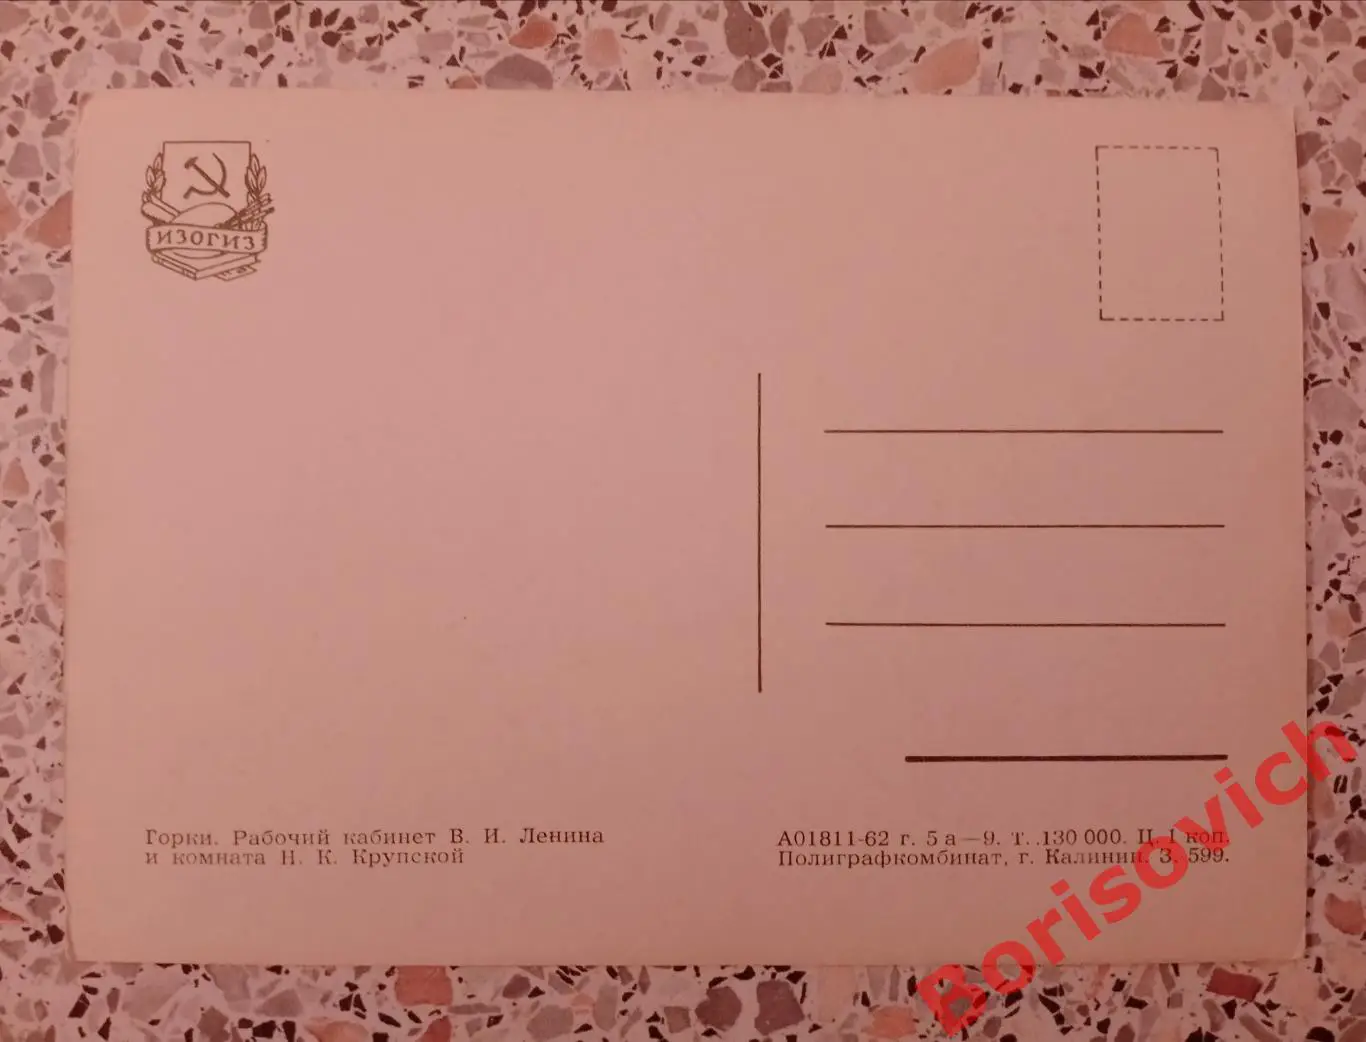 ИЗОГИЗ
Горки. Рабочий кабинет В. И. Ленина
и комната Н. К. Крупской
А01811-62 г. 5 а—9. Т. 130 000. Ц. 1 коп.
Полиграфкомбинат, г. Калинин. З. 599.
Borisovich